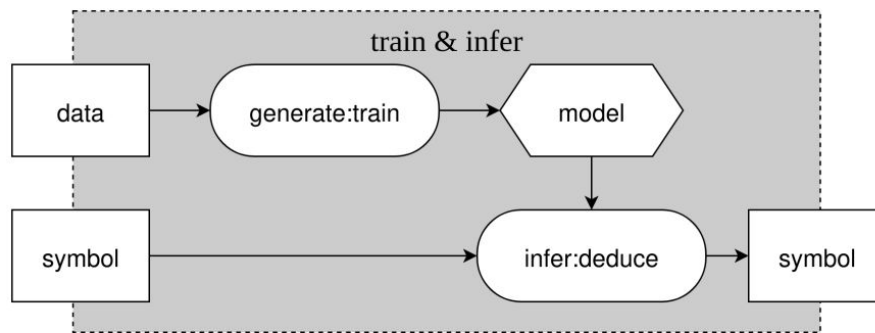 train & infer
data
generate:train
model
symbol
infer:deduce
symbol